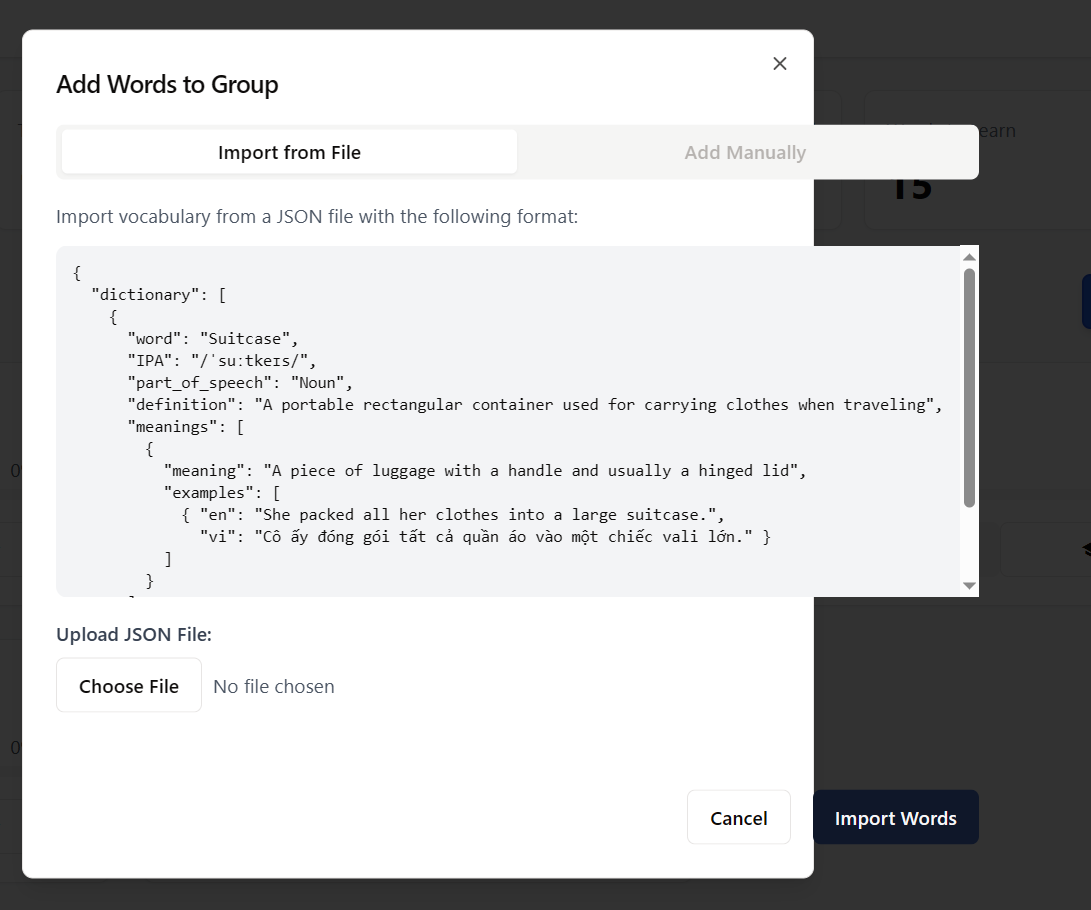 Add Words to Group
Import from File
Add Manually
earn
15
Import vocabulary from a JSON file with the following format:
{
  "dictionary": [
    {
      "word": "Suitcase",
      "IPA": "/ˈsuːtkeɪs/",
      "part_of_speech": "Noun",
      "definition": "A portable rectangular container used for carrying clothes when traveling",
      "meanings": [
        {
          "meaning": "A piece of luggage with a handle and usually a hinged lid",
          "examples": [
            { "en": "She packed all her clothes into a large suitcase.",
              "vi": "Cô ấy đóng gói tất cả quần áo vào một chiếc vali lớn." }
          ]
        }
Upload JSON File:
Choose File
No file chosen
Cancel
Import Words